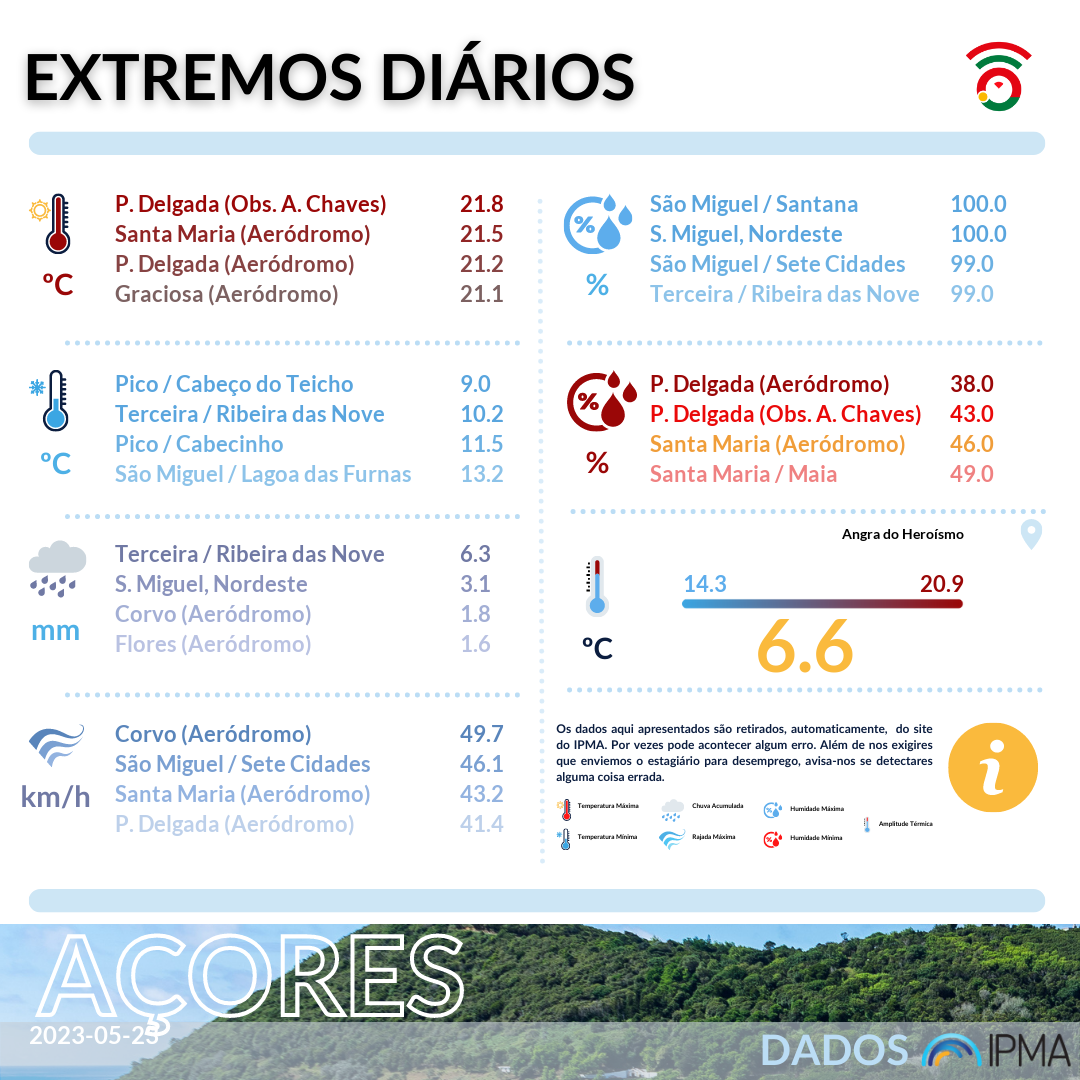 EXTREMOS DIÁRIOS
P. Delgada (Obs. A. Chaves) 21.8
Santa Maria (Aeródromo) 21.5
P. Delgada (Aeródromo) 21.2
Graciosa (Aeródromo) 21.1
ºC
Pico / Cabeço do Teicho 9.0
Terceira / Ribeira das Nove 10.2
Pico / Cabecinho 11.5
São Miguel / Lagoa das Furnas 13.2
ºC
Terceira / Ribeira das Nove 6.3
S. Miguel, Nordeste 3.1
Corvo (Aeródromo) 1.8
Flores (Aeródromo) 1.6
mm
Corvo (Aeródromo) 49.7
São Miguel / Sete Cidades 46.1
Santa Maria (Aeródromo) 43.2
P. Delgada (Aeródromo) 41.4
km/h
%
São Miguel / Santana 100.0
S. Miguel, Nordeste 100.0
São Miguel / Sete Cidades 99.0
Terceira / Ribeira das Nove 99.0
%
%
P. Delgada (Aeródromo) 38.0
P. Delgada (Obs. A. Chaves) 43.0
Santa Maria (Aeródromo) 46.0
Santa Maria / Maia 49.0
%
Angra do Heroísmo
14.3 20.9
6.6
ºC
Os dados aqui apresentados são retirados, automaticamente, do site
do IPMA. Por vezes pode acontecer algum erro. Além de nos exigires
que enviemos o estagiário para desemprego, avisa-nos se detectares
alguma coisa errada.
i
Temperatura Máxima Chuva Acumulada Humidade Máxima
Amplitude Térmica
Temperatura Mínima Rajada Máxima Humidade Mínima
AÇORES
2023-05-25
DADOS IPMA